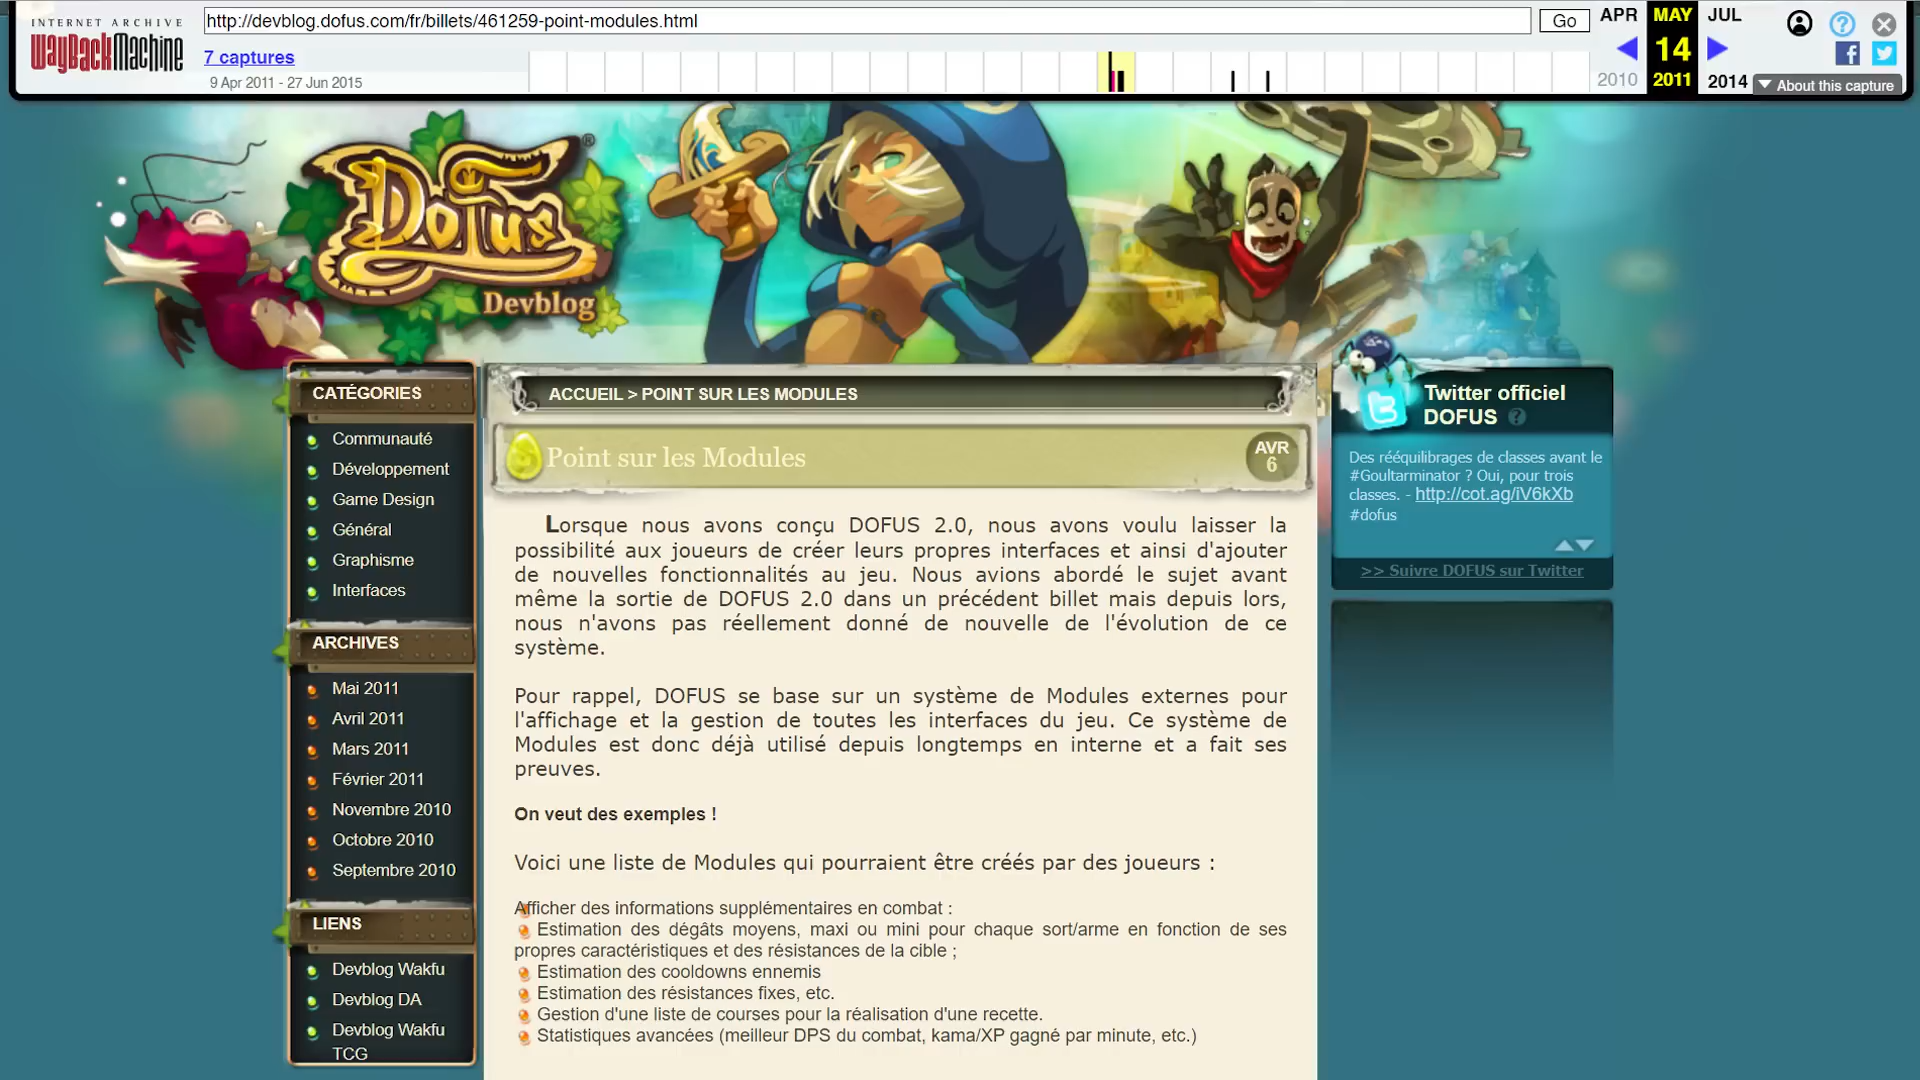 INTERNET ARCHIVE
WayBackMachine
http://devblog.dofus.com/fr/billets/461259-point-modules.html
Go
APR MAY JUL
7 captures
14
9 Apr 2011 - 27 Jun 2015
2010 2011 2014
About this capture
DOFUS
®
Devblog
CATÉGORIES
Communauté
Développement
Game Design
Général
Graphisme
Interfaces
ARCHIVES
Mai 2011
Avril 2011
Mars 2011
Février 2011
Novembre 2010
Octobre 2010
Septembre 2010
LIENS
Devblog Wakfu
Devblog DA
Devblog Wakfu
TCG
ACCUEIL > POINT SUR LES MODULES
Point sur les Modules
AVR
6
Lorsque nous avons conçu DOFUS 2.0, nous avons voulu laisser la
possibilité aux joueurs de créer leurs propres interfaces et ainsi d'ajouter
de nouvelles fonctionnalités au jeu. Nous avions abordé le sujet avant
même la sortie de DOFUS 2.0 dans un précédent billet mais depuis lors,
nous n'avons pas réellement donné de nouvelle de l'évolution de ce
système.
Pour rappel, DOFUS se base sur un système de Modules externes pour
l'affichage et la gestion de toutes les interfaces du jeu. Ce système de
Modules est donc déjà utilisé depuis longtemps en interne et a fait ses
preuves.
On veut des exemples !
Voici une liste de Modules qui pourraient être créés par des joueurs :
Afficher des informations supplémentaires en combat :
Estimation des dégâts moyens, maxi ou mini pour chaque sort/arme en fonction de ses
propres caractéristiques et des résistances de la cible ;
Estimation des cooldowns ennemis
Estimation des résistances fixes, etc.
Gestion d'une liste de courses pour la réalisation d'une recette.
Statistiques avancées (meilleur DPS du combat, kama/XP gagné par minute, etc.)
Twitter officiel
DOFUS ?
Des rééquilibrages de classes avant le
#Goultarminator ? Oui, pour trois
classes. - http://cot.ag/iV6kXb
#dofus
>> Suivre DOFUS sur Twitter